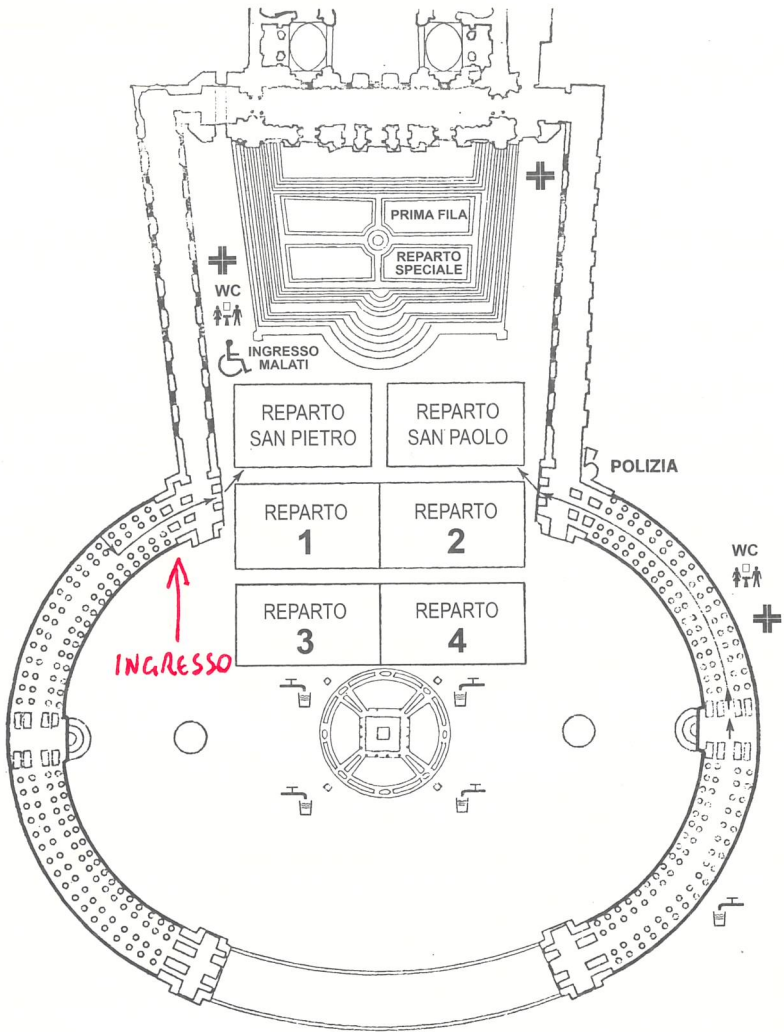 PRIMA FILA
REPARTO
SPECIALE
WC
INGRESSO
MALATI
REPARTO
SAN PIETRO
REPARTO
SAN PAOLO
POLIZIA
REPARTO
1
REPARTO
2
WC
REPARTO
3
REPARTO
4
INGRESSO